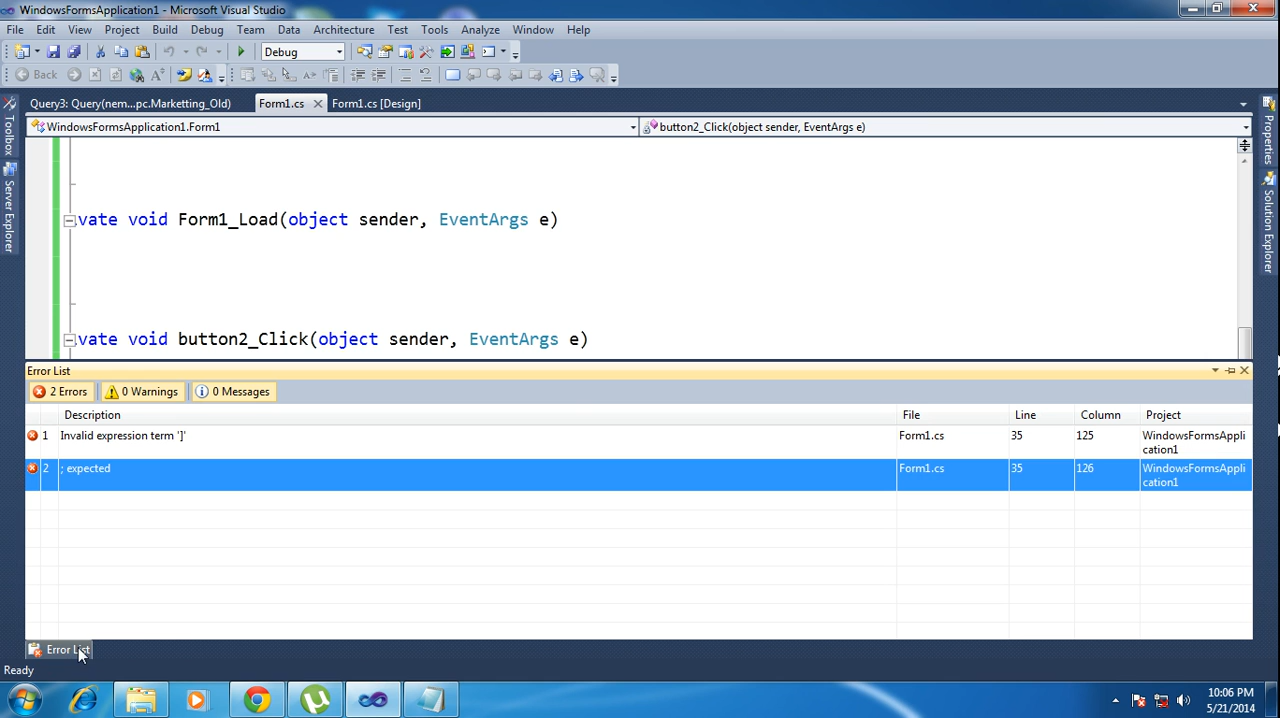 WindowsFormsApplication1 - Microsoft Visual Studio
File Edit View Project Build Debug Team Data Architecture Test Tools Analyze Window Help
Debug
Back
Query3: Query(nem...pc.Marketting_Old) Form1.cs Form1.cs [Design]
WindowsFormsApplication1.Form1 button2_Click(object sender, EventArgs e)
Toolbox
Server Explorer
Properties
Solution Explorer
vate void Form1_Load(object sender, EventArgs e)
vate void button2_Click(object sender, EventArgs e)
Error List
2 Errors 0 Warnings 0 Messages
Description File Line Column Project
1 Invalid expression term ']' Form1.cs 35 125 WindowsFormsAppli
cation1
2 ; expected Form1.cs 35 126 WindowsFormsAppli
cation1
Error List
Ready
10:06 PM
5/21/2014